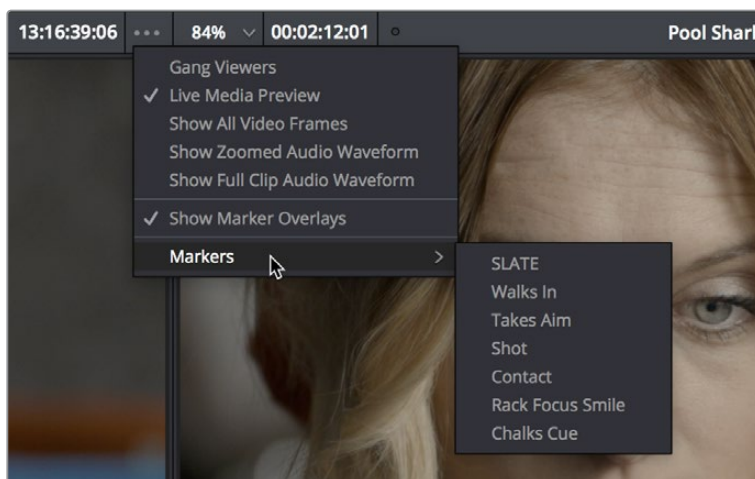 13:16:39:06 ••• 84% 00:02:12:01 Pool Shar
Gang Viewers
✓ Live Media Preview
Show All Video Frames
Show Zoomed Audio Waveform
Show Full Clip Audio Waveform
✓ Show Marker Overlays
Markers >
SLATE
Walks In
Takes Aim
Shot
Contact
Rack Focus Smile
Chalks Cue